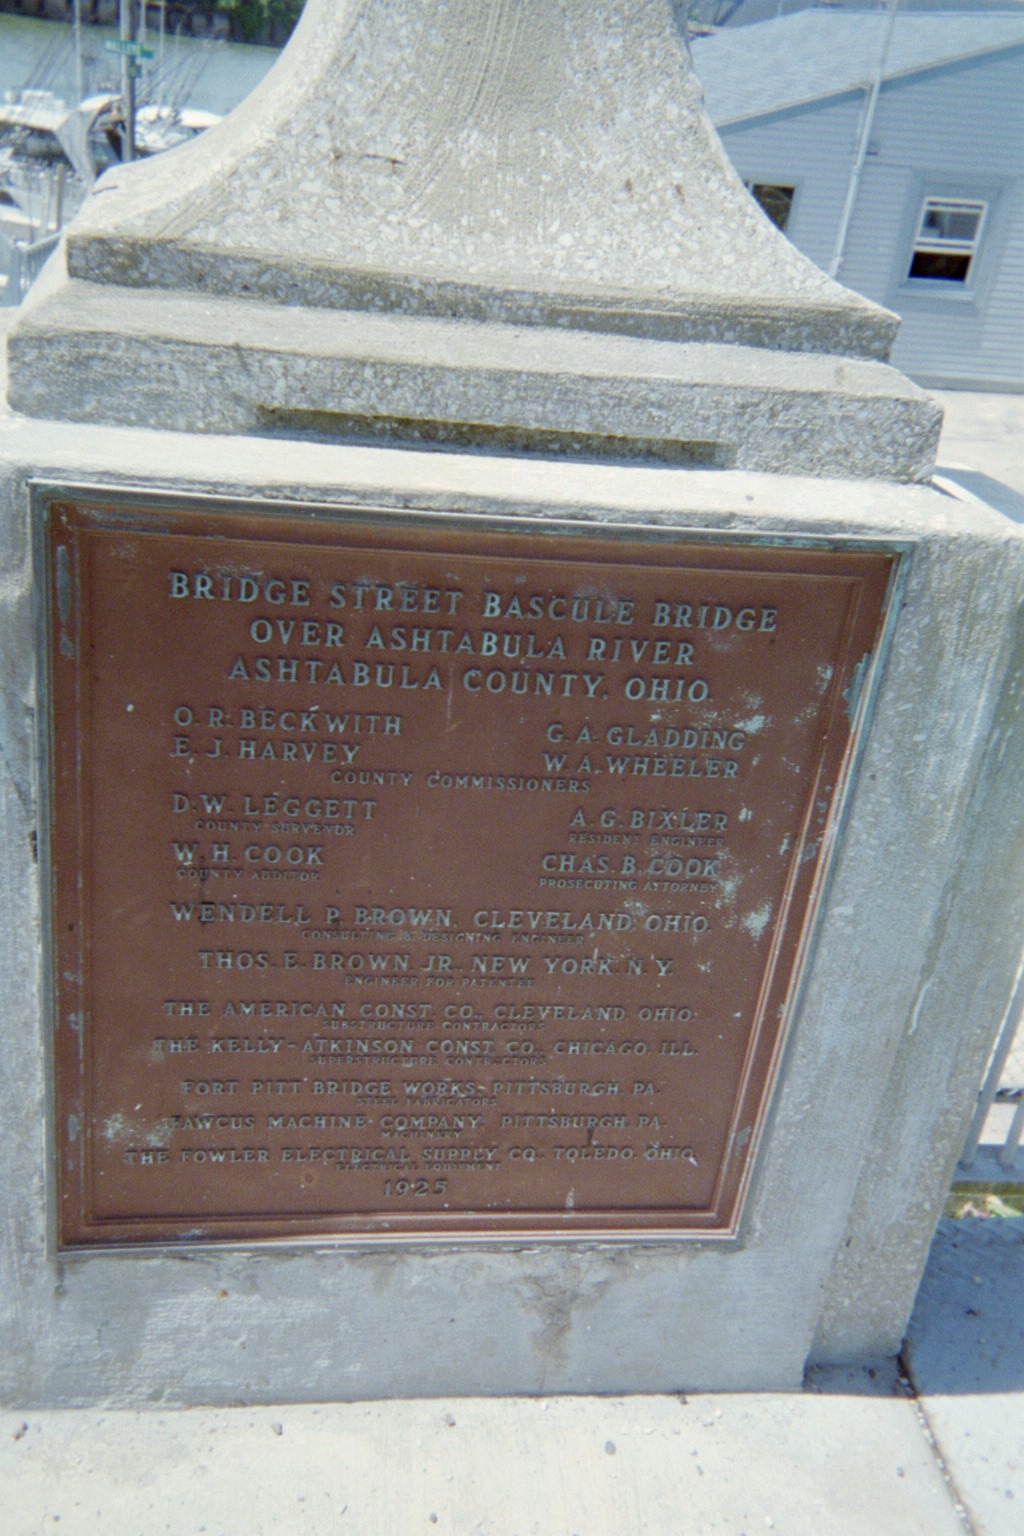 BRIDGE STREET BASCULE BRIDGE
OVER ASHTABULA RIVER
ASHTABULA COUNTY, OHIO.
O. R. BECKWITH G. A. GLADDING
E. J. HARVEY W. A. WHEELER
COUNTY COMMISSIONERS
D. W. LEGGETT A. G. BIXLER
COUNTY SURVEYOR RESIDENT ENGINEER
W. H. COOK CHAS. B. COOK
COUNTY AUDITOR PROSECUTING ATTORNEY
WENDELL P. BROWN, CLEVELAND, OHIO.
CONSULTING & DESIGNING ENGINEER
THOS. E. BROWN JR. NEW YORK, N.Y.
ENGINEER FOR PATENTEE
THE AMERICAN CONST. CO., CLEVELAND, OHIO.
SUBSTRUCTURE CONTRACTORS
THE KELLY-ATKINSON CONST. CO., CHICAGO, ILL.
SUPERSTRUCTURE CONTRACTORS
FORT PITT BRIDGE WORKS- PITTSBURGH, PA.
STEEL FABRICATORS
FAWCUS MACHINE COMPANY, PITTSBURGH, PA.
MACHINERY
THE FOWLER ELECTRICAL SUPPLY CO. TOLEDO, OHIO
ELECTRICAL EQUIPMENT
1925